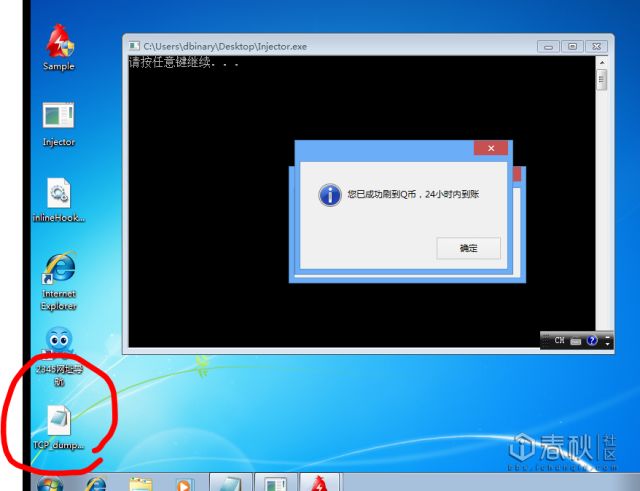 Sample
Injector
inlineHook...
Internet
Explorer
2345网址导
航
TCP_dump...
C:\Users\dbinary\Desktop\Injector.exe
请按任意键继续. . .
您已成功刷到Q币，24小时内到账
确定
CH
春秋
社区
bbs.ichunqiu.com